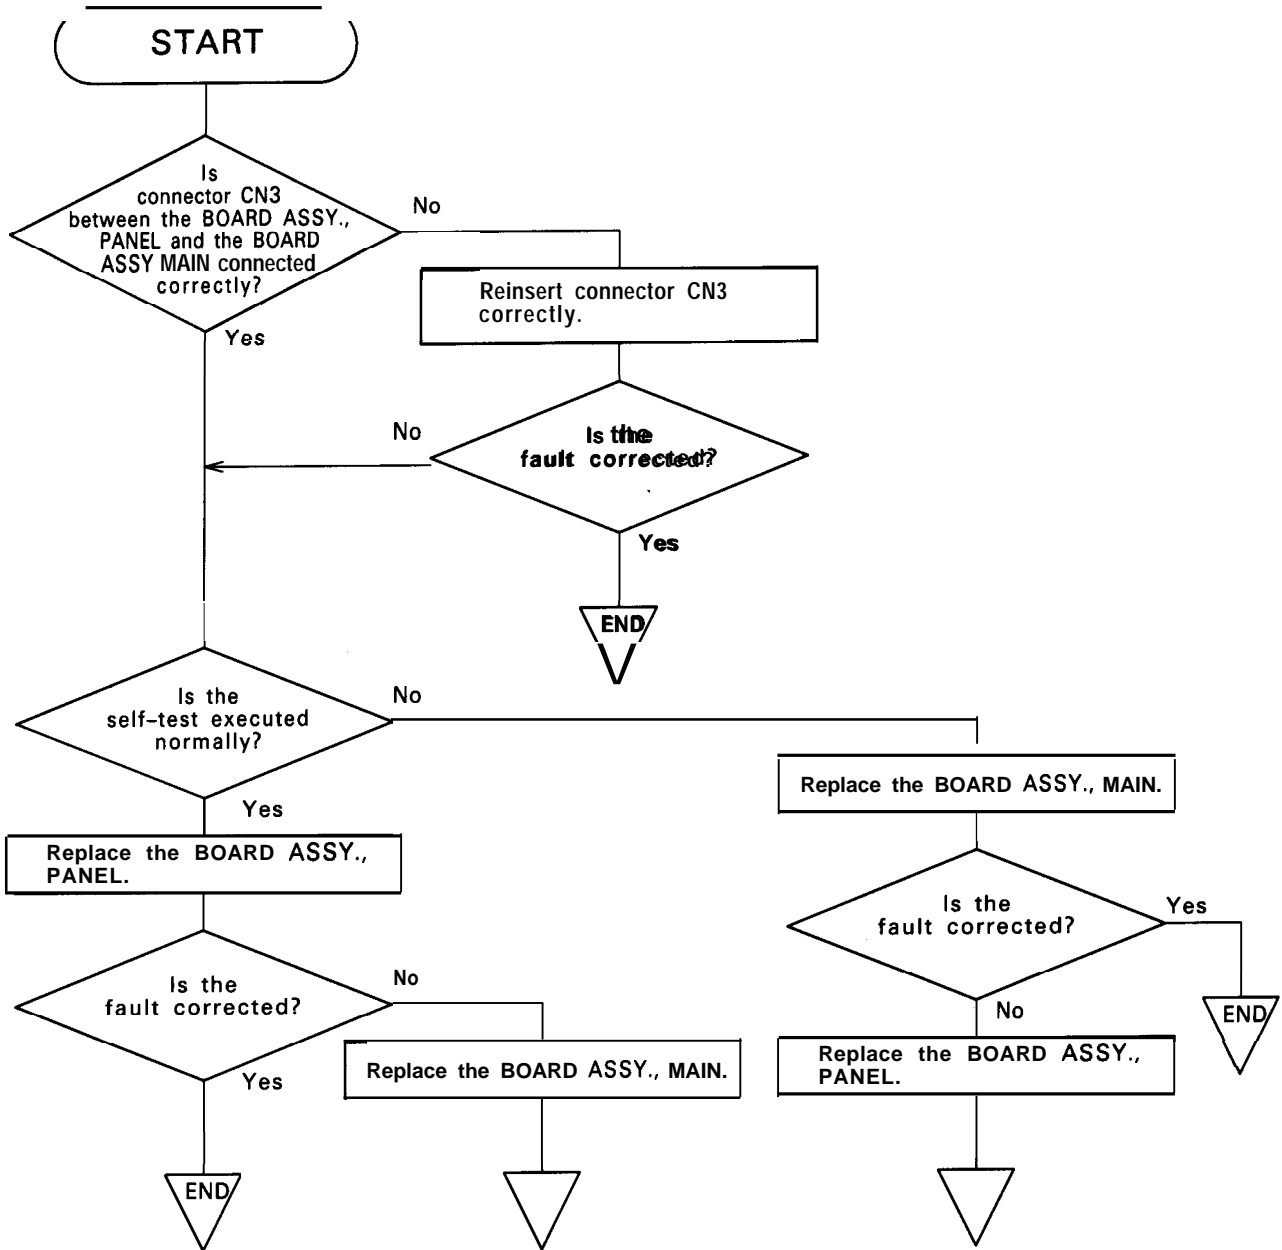 START
Is
connector CN3
between the BOARD ASSY.,
PANEL and the BOARD
ASSY MAIN connected
correctly?
No
Yes
Reinsert connector CN3
correctly.
Is the
fault corrected?
No
Yes
END
Is the
self-test executed
normally?
No
Yes
Replace the BOARD ASSY., MAIN.
Replace the BOARD ASSY.,
PANEL.
Is the
fault corrected?
Yes
END
No
Replace the BOARD ASSY.,
PANEL.
Is the
fault corrected?
No
Yes
Replace the BOARD ASSY., MAIN.
END